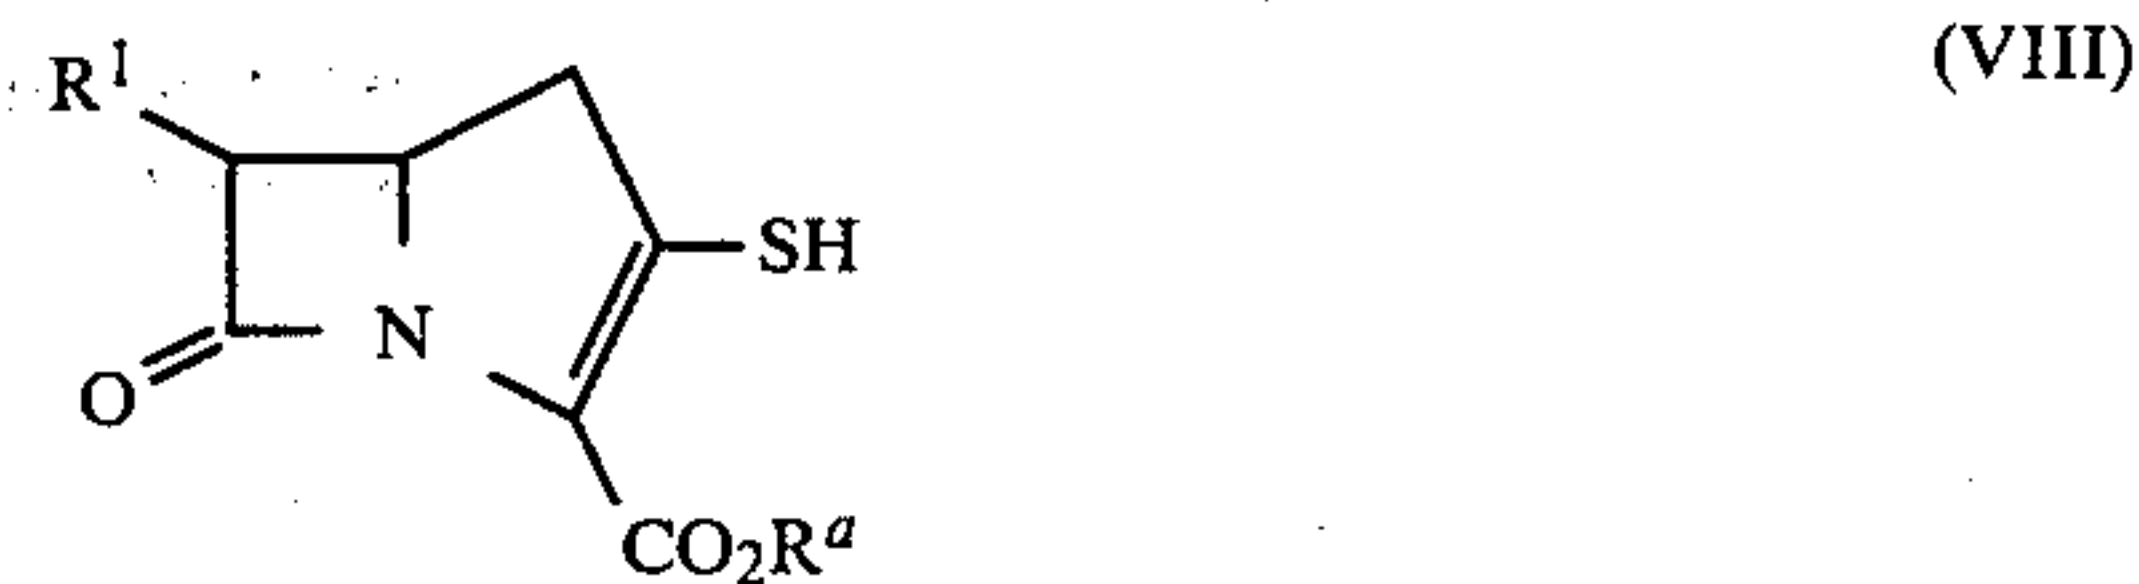 R¹ (VIII)
SH
N
O
CO₂Rᵃ